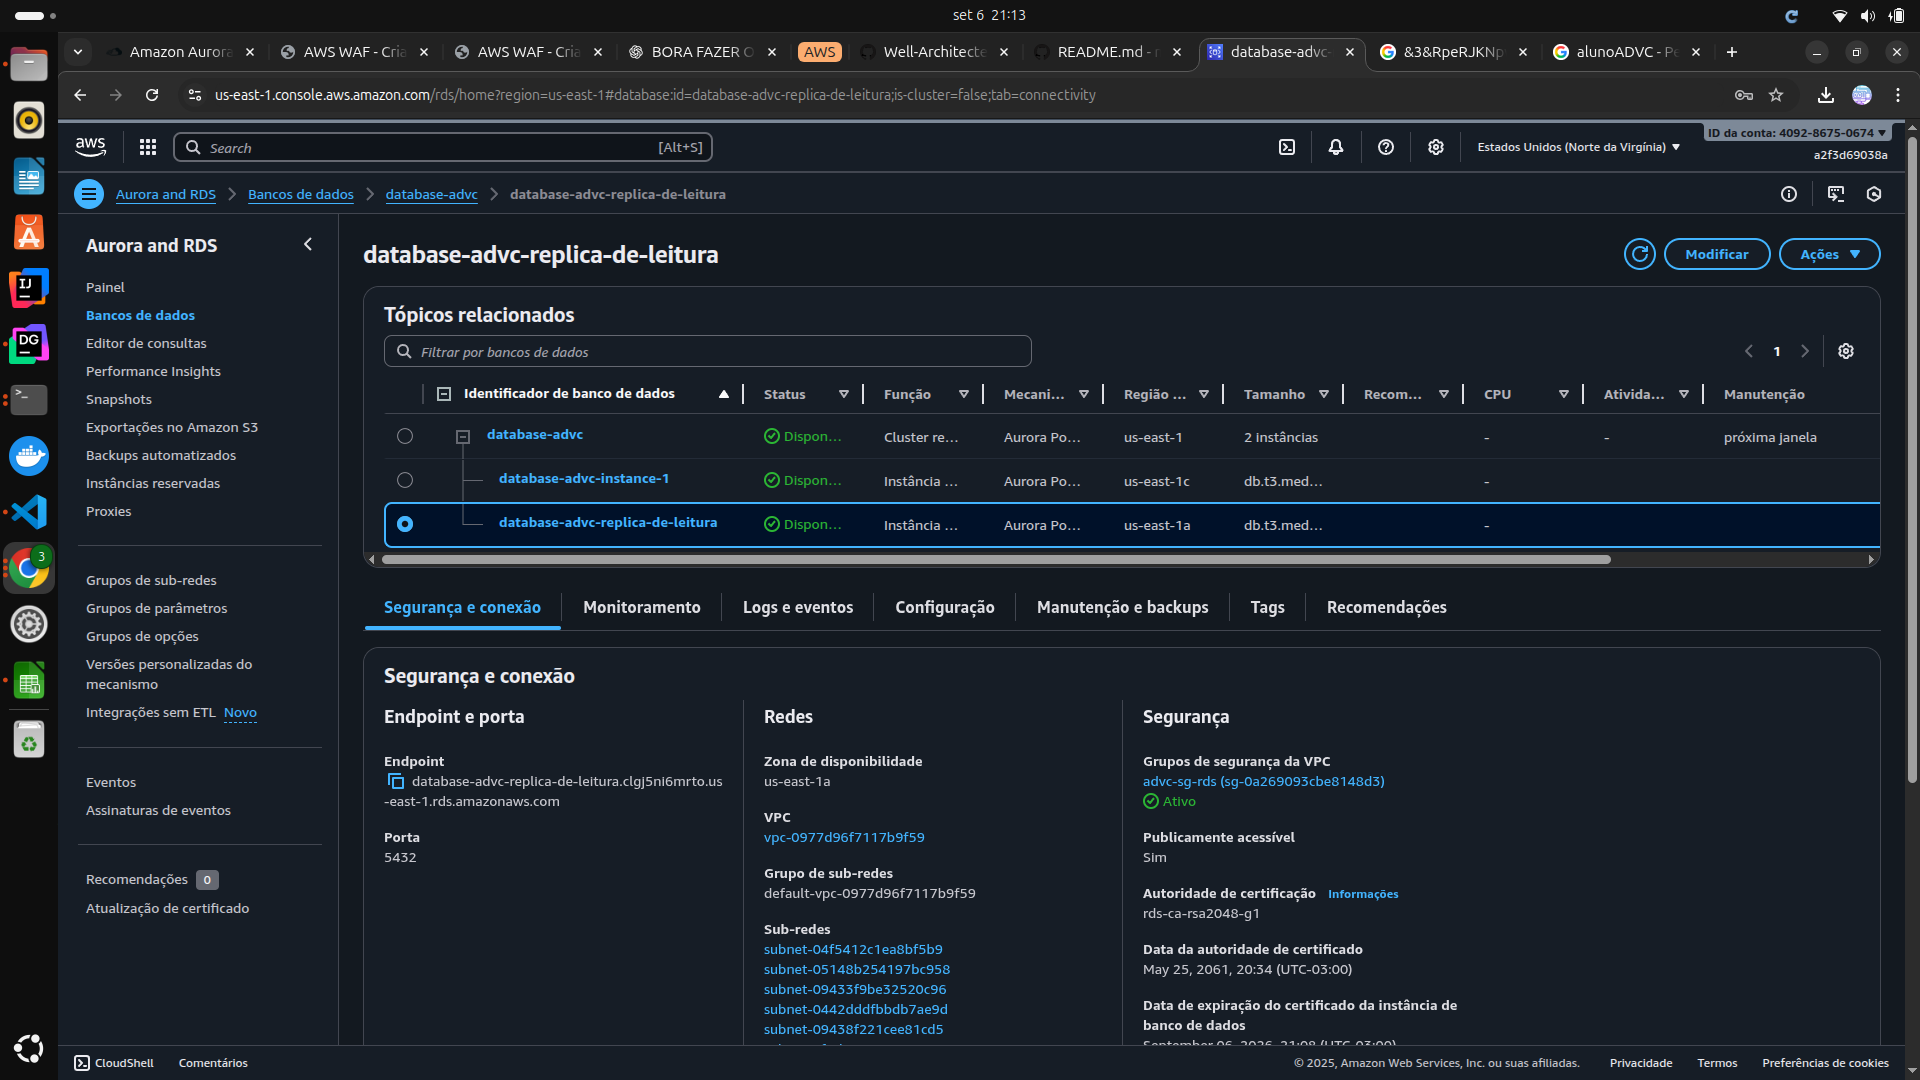 set 6  21:13
Amazon Aurora
AWS WAF - Cria
AWS WAF - Cria
BORA FAZER O
AWS
Well-Architecte
README.md - r
database-advc-
&3&RpeRJKNp
alunoADVC - Pe
us-east-1.console.aws.amazon.com/rds/home?region=us-east-1#database:id=database-advc-replica-de-leitura;is-cluster=false;tab=connectivity
aws
Search
[Alt+S]
Estados Unidos (Norte da Virgínia)
ID da conta: 4092-8675-0674
a2f3d69038a
Aurora and RDS
Bancos de dados
database-advc
database-advc-replica-de-leitura
Aurora and RDS
Painel
Bancos de dados
Editor de consultas
Performance Insights
Snapshots
Exportações no Amazon S3
Backups automatizados
Instâncias reservadas
Proxies
Grupos de sub-redes
Grupos de parâmetros
Grupos de opções
Versões personalizadas do
mecanismo
Integrações sem ETL Novo
Eventos
Assinaturas de eventos
Recomendações 0
Atualização de certificado
database-advc-replica-de-leitura
Modificar
Ações
Tópicos relacionados
Filtrar por bancos de dados
1
Identificador de banco de dados
Status
Função
Mecani...
Região ...
Tamanho
Recom...
CPU
Ativida...
Manutenção
database-advc
Dispon...
Cluster re...
Aurora Po...
us-east-1
2 instâncias
-
-
próxima janela
database-advc-instance-1
Dispon...
Instância ...
Aurora Po...
us-east-1c
db.t3.med...
-
database-advc-replica-de-leitura
Dispon...
Instância ...
Aurora Po...
us-east-1a
db.t3.med...
-
Segurança e conexão
Monitoramento
Logs e eventos
Configuração
Manutenção e backups
Tags
Recomendações
Segurança e conexão
Endpoint e porta
Endpoint
database-advc-replica-de-leitura.clgj5ni6mrto.us
-east-1.rds.amazonaws.com
Porta
5432
Redes
Zona de disponibilidade
us-east-1a
VPC
vpc-0977d96f7117b9f59
Grupo de sub-redes
default-vpc-0977d96f7117b9f59
Sub-redes
subnet-04f5412c1ea8bf5b9
subnet-05148b254197bc958
subnet-09433f9be32520c96
subnet-0442dddfbbdb7ae9d
subnet-09438f221cee81cd5
Segurança
Grupos de segurança da VPC
advc-sg-rds (sg-0a269093cbe8148d3)
Ativo
Publicamente acessível
Sim
Autoridade de certificação Informações
rds-ca-rsa2048-g1
Data da autoridade de certificado
May 25, 2061, 20:34 (UTC-03:00)
Data de expiração do certificado da instância de
banco de dados
September 06, 2026, 21:08 (UTC-03:00)
3
IJ
DG
CloudShell
Comentários
© 2025, Amazon Web Services, Inc. ou suas afiliadas.
Privacidade
Termos
Preferências de cookies